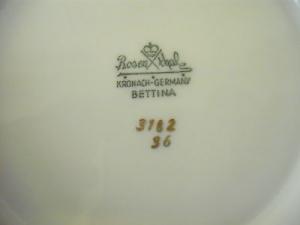 Rosenthal
KRONACH-GERMANY
BETTINA
3182
36